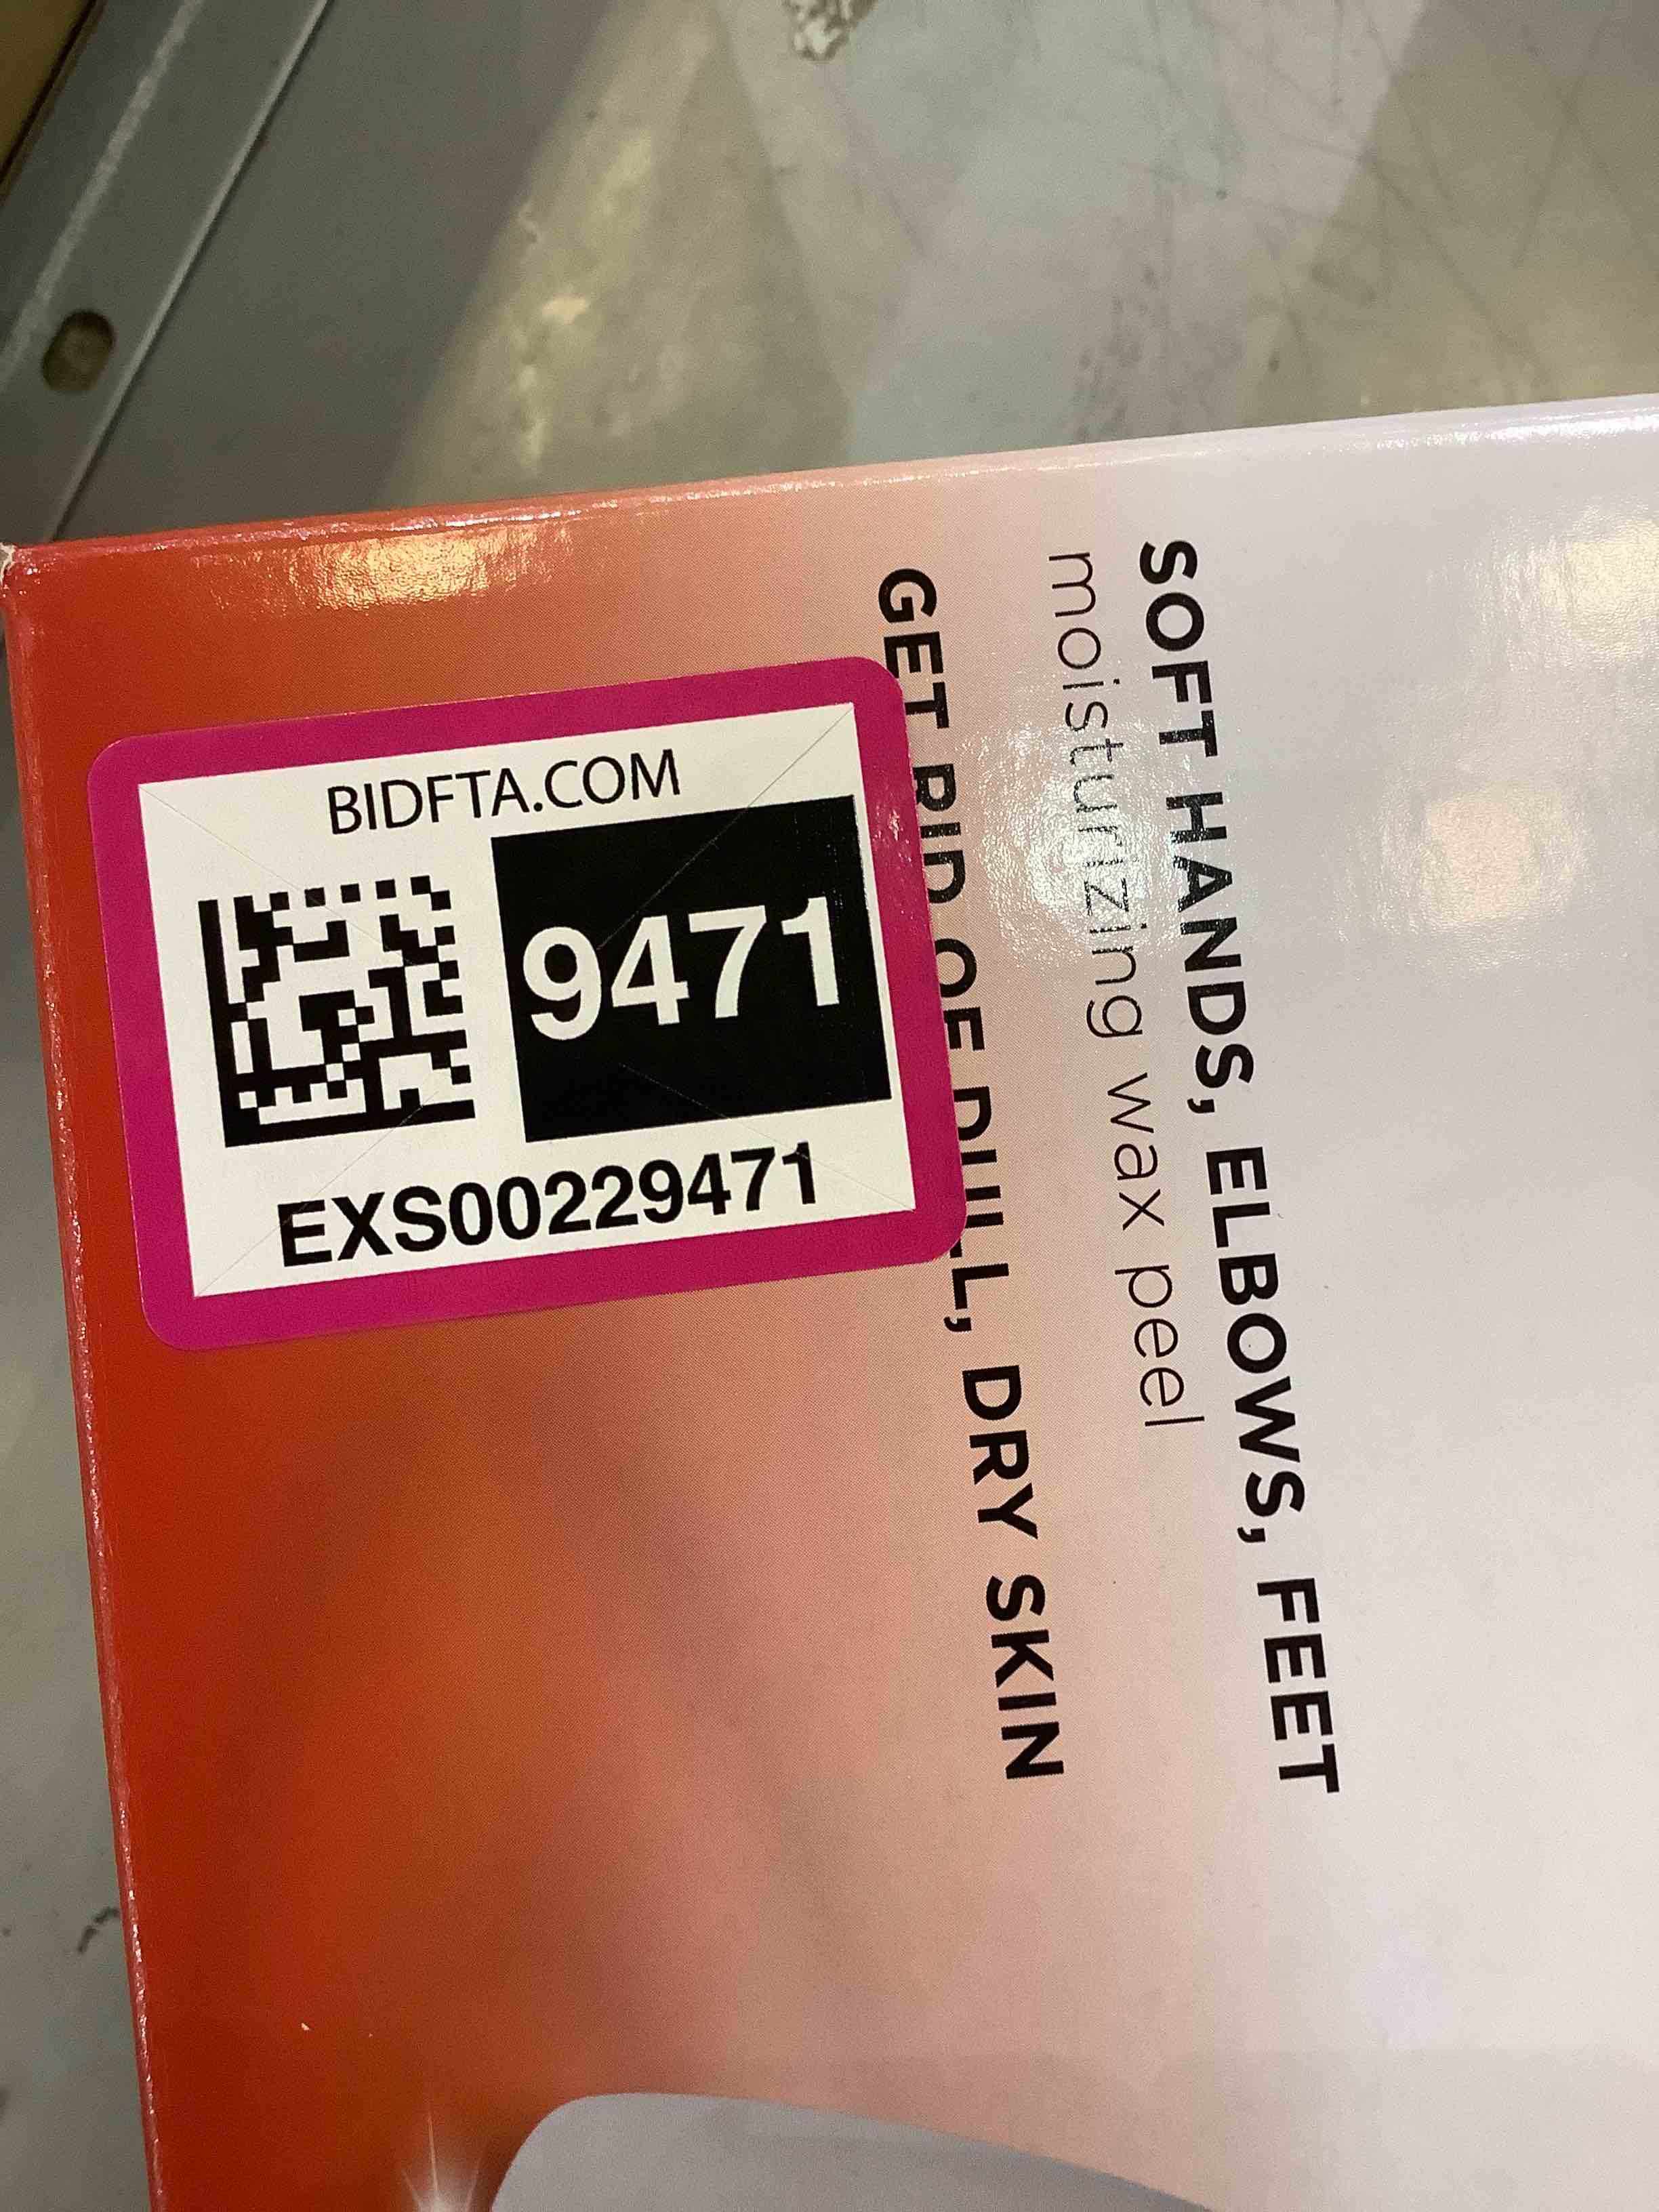 BIDFTA.COM
9471
EXS00229471
SOFT HANDS, ELBOWS, FEET
moisturizing wax peel
GET RID OF DULL, DRY SKIN